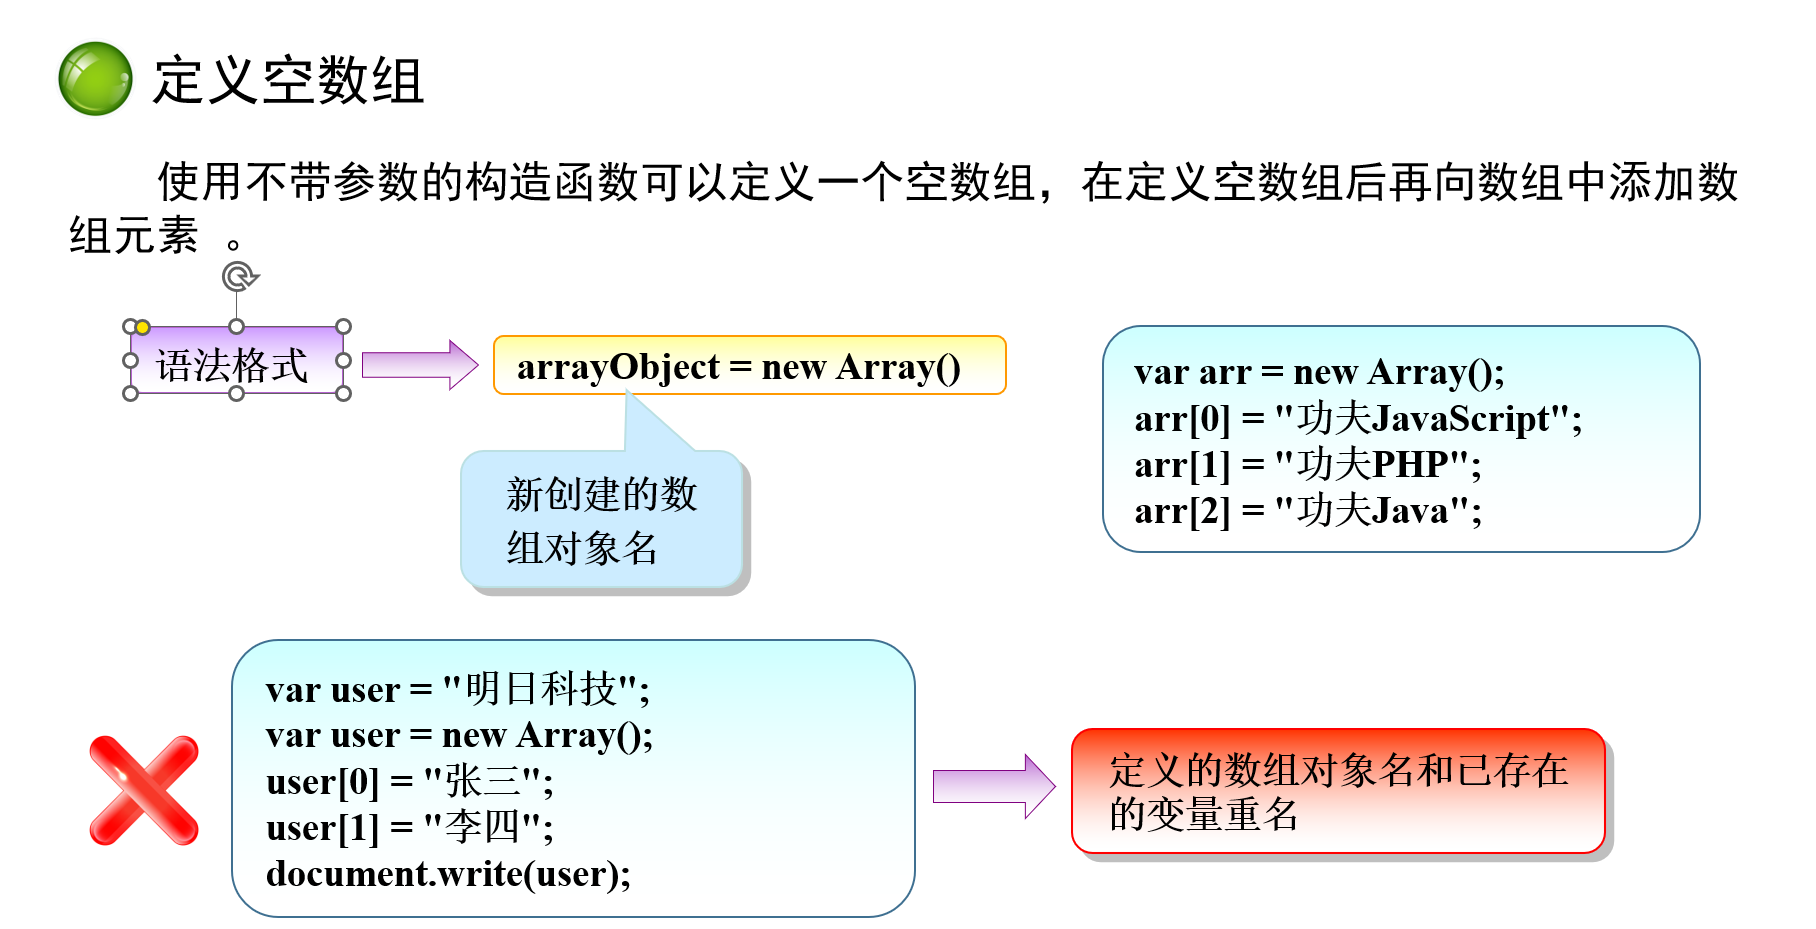 定义空数组
使用不带参数的构造函数可以定义一个空数组，在定义空数组后再向数组中添加数
组元素 。
语法格式
arrayObject = new Array()
新创建的数
组对象名
var arr = new Array();
arr[0] = "功夫JavaScript";
arr[1] = "功夫PHP";
arr[2] = "功夫Java";
var user = "明日科技";
var user = new Array();
user[0] = "张三";
user[1] = "李四";
document.write(user);
定义的数组对象名和已存在
的变量重名